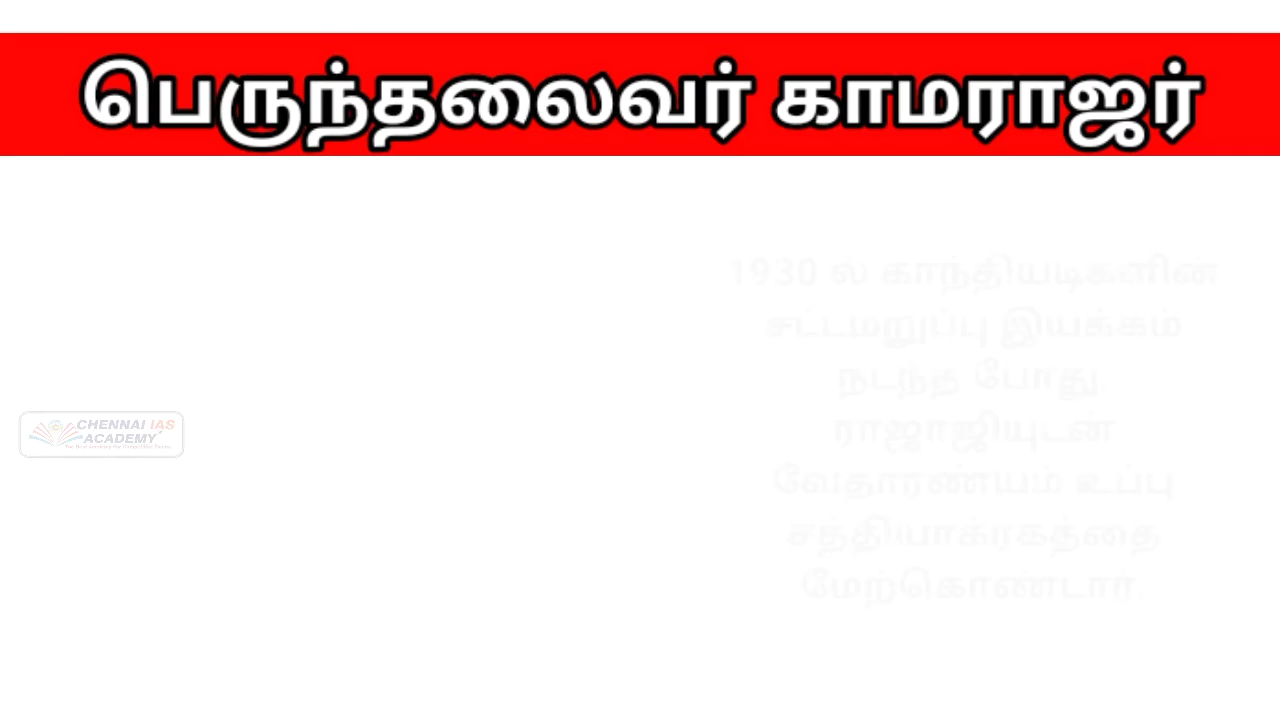 பெருந்தலைவர் காமராஜர்
1930 ல காந்தியடிகளின்
சட்டமறுப்பு இயக்கம்
நடந்த போது
ராஜாஜியுடன்
வேதாரண்யம் உப்பு
சத்தியாக்ரகத்தை
மேற்கொண்டார்.
CHENNAI IAS
ACADEMY